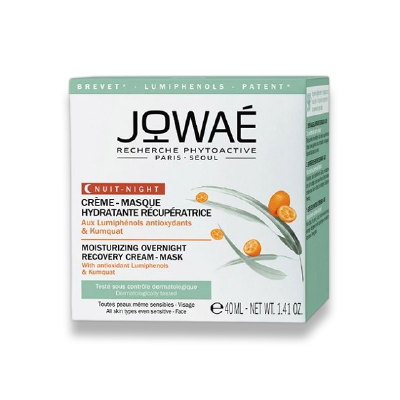 BREVET* - LUMIPHENOLS - PATENT*
JOWAÉ
RECHERCHE PHYTOACTIVE
PARIS - SÉOUL
NUIT-NIGHT
CRÈME - MASQUE
HYDRATANTE RÉCUPÉRATRICE
Aux Lumiphénols antioxydants
& Kumquat
MOISTURIZING OVERNIGHT
RECOVERY CREAM - MASK
With antioxidant Lumiphenols
& Kumquat
Testé sous contrôle dermatologique
Dermatologically tested
Toutes peaux même sensibles - Visage
All skin types even sensitive - Face
e 40 ML - NET WT. 1.41 OZ.